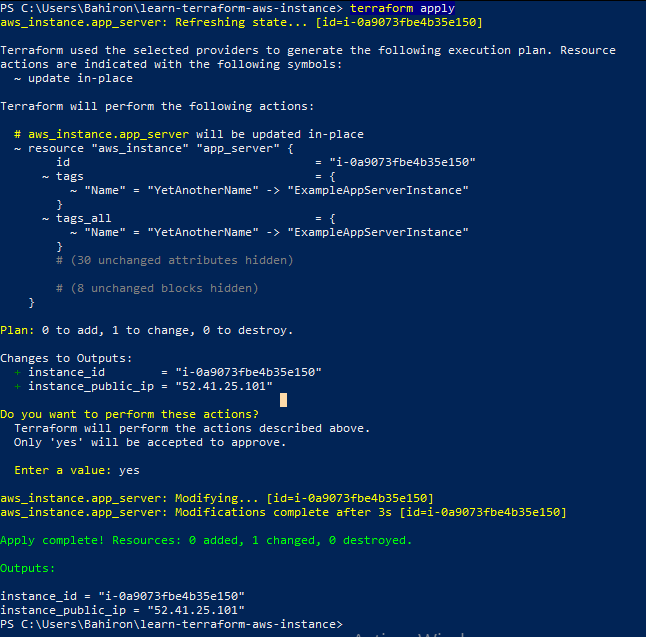 PS C:\Users\Bahiron\learn-terraform-aws-instance> terraform apply
aws_instance.app_server: Refreshing state... [id=i-0a9073fbe4b35e150]
Terraform used the selected providers to generate the following execution plan. Resource
actions are indicated with the following symbols:
  ~ update in-place
Terraform will perform the following actions:
  # aws_instance.app_server will be updated in-place
  ~ resource "aws_instance" "app_server" {
        id                                   = "i-0a9073fbe4b35e150"
      ~ tags                                 = {
          ~ "Name" = "YetAnotherName" -> "ExampleAppServerInstance"
        }
      ~ tags_all                             = {
          ~ "Name" = "YetAnotherName" -> "ExampleAppServerInstance"
        }
        # (30 unchanged attributes hidden)
        # (8 unchanged blocks hidden)
    }
Plan: 0 to add, 1 to change, 0 to destroy.
Changes to Outputs:
  + instance_id        = "i-0a9073fbe4b35e150"
  + instance_public_ip = "52.41.25.101"
Do you want to perform these actions?
  Terraform will perform the actions described above.
  Only 'yes' will be accepted to approve.
  Enter a value: yes
aws_instance.app_server: Modifying... [id=i-0a9073fbe4b35e150]
aws_instance.app_server: Modifications complete after 3s [id=i-0a9073fbe4b35e150]
Apply complete! Resources: 0 added, 1 changed, 0 destroyed.
Outputs:
instance_id = "i-0a9073fbe4b35e150"
instance_public_ip = "52.41.25.101"
PS C:\Users\Bahiron\learn-terraform-aws-instance>